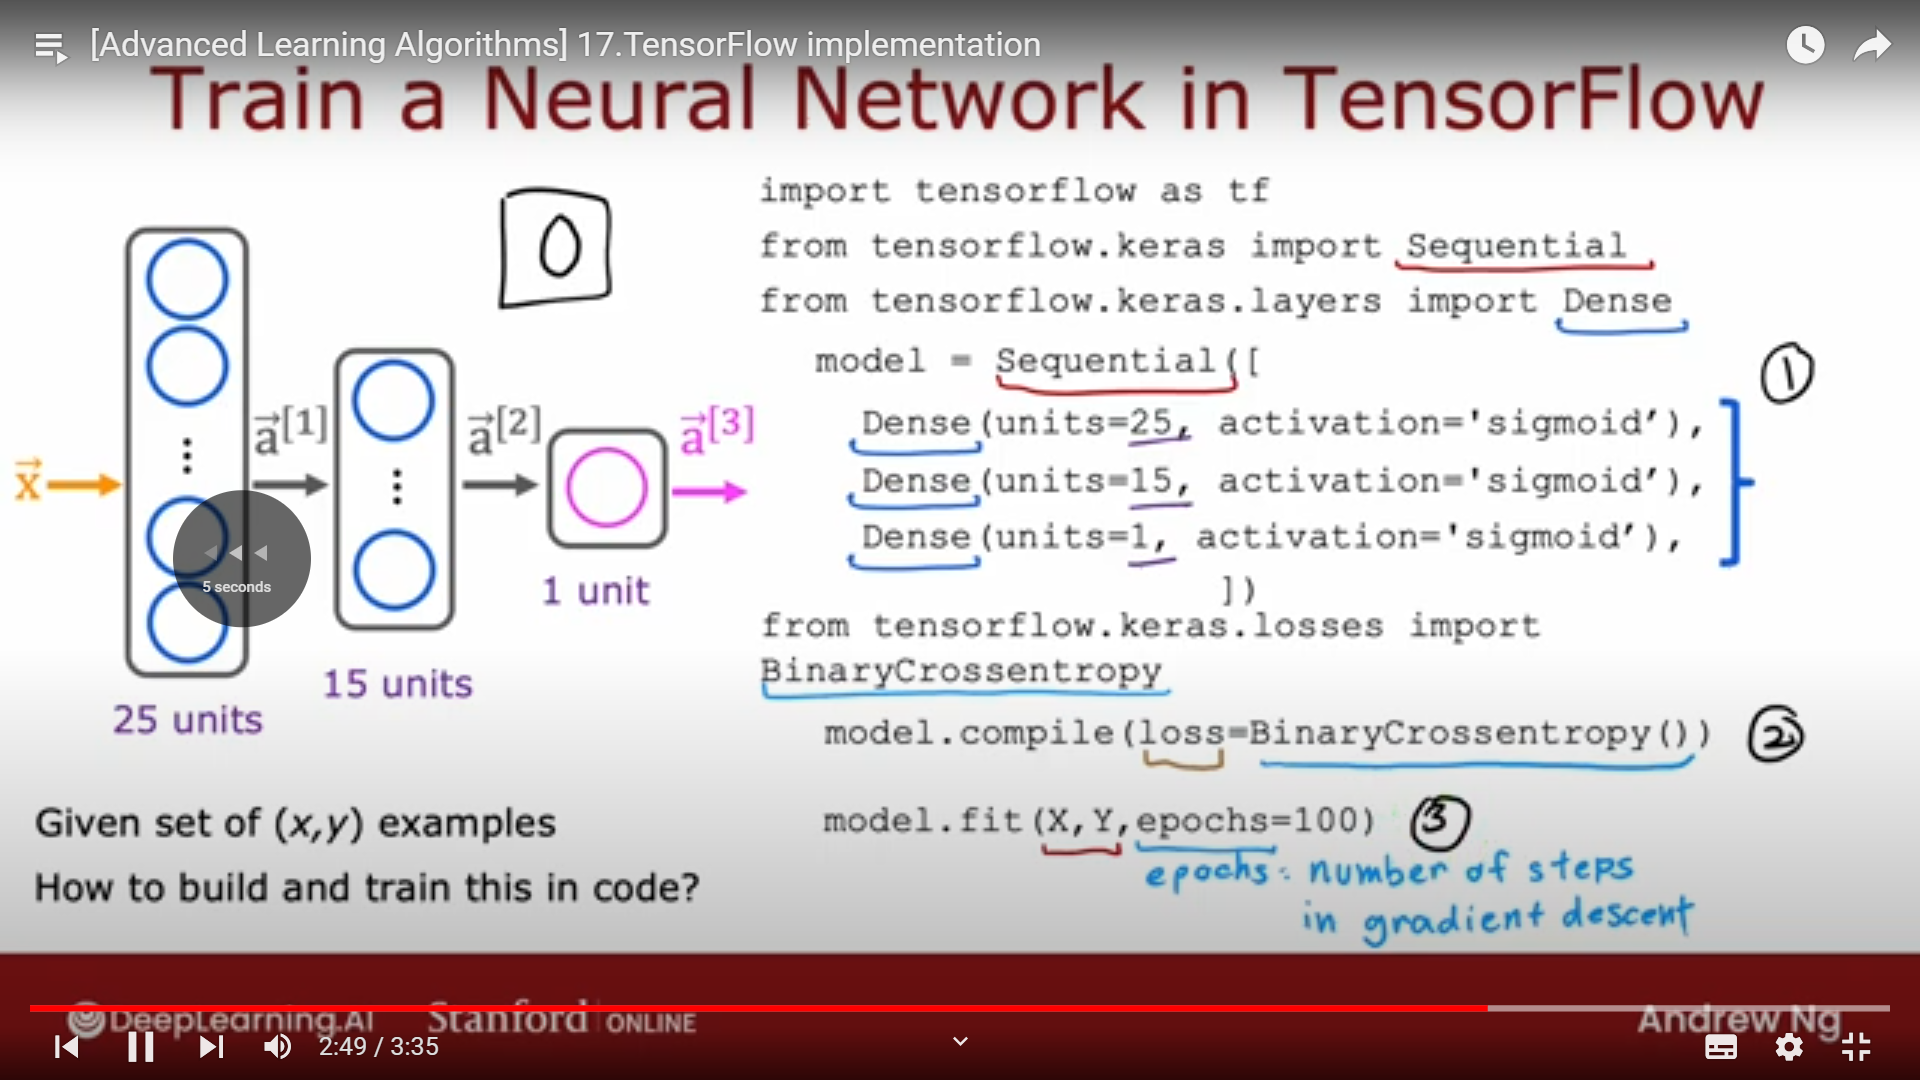 [Advanced Learning Algorithms] 17.TensorFlow implementation
Train a Neural Network in TensorFlow
0
import tensorflow as tf
from tensorflow.keras import Sequential
from tensorflow.keras.layers import Dense
model = Sequential([
Dense(units=25, activation='sigmoid'),
Dense(units=15, activation='sigmoid'),
Dense(units=1, activation='sigmoid'),
])
1
x⃗
a⃗[1]
a⃗[2]
a⃗[3]
5 seconds
25 units
15 units
1 unit
from tensorflow.keras.losses import
BinaryCrossentropy
model.compile(loss=BinaryCrossentropy())
2
model.fit(X,Y,epochs=100)
3
epochs: number of steps
in gradient descent
Given set of (x,y) examples
How to build and train this in code?
DeepLearning.AI
Stanford | ONLINE
Andrew Ng
2:49 / 3:35